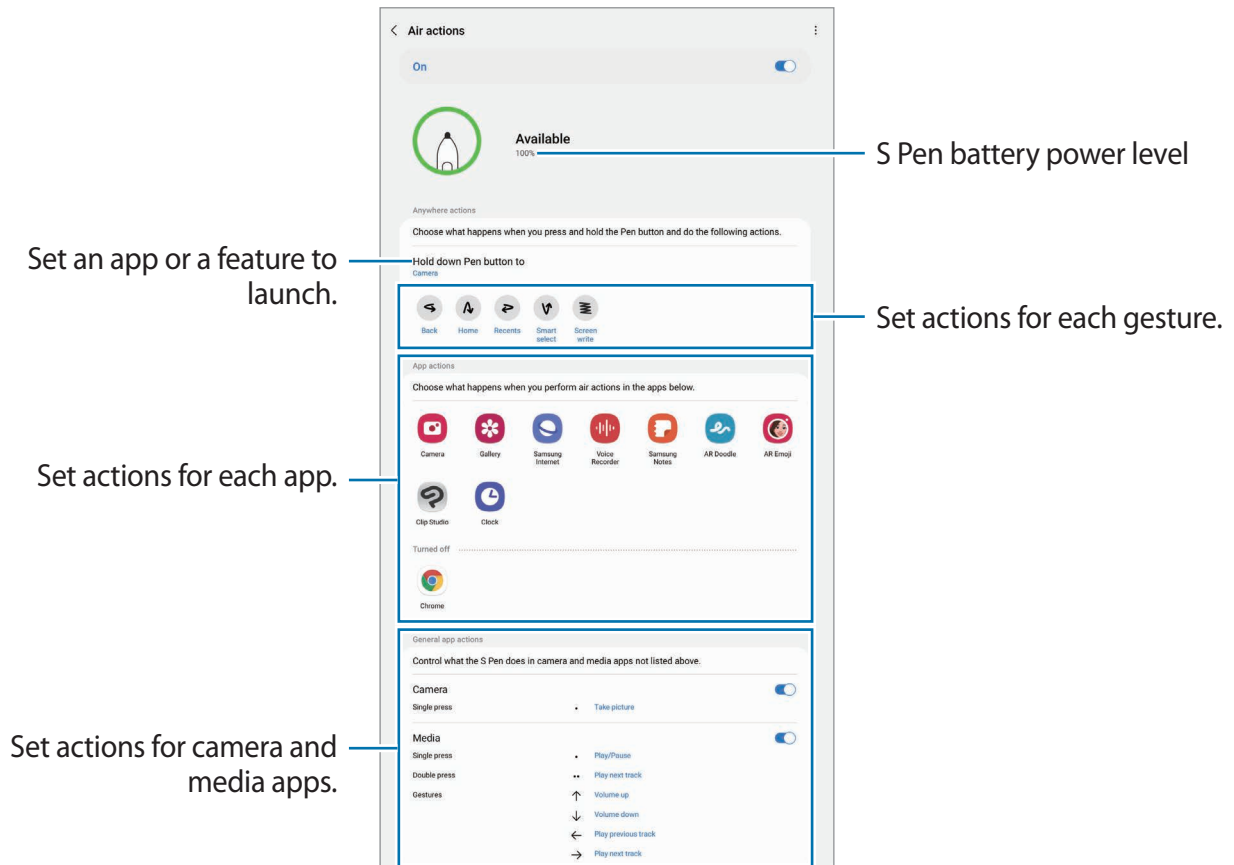 Air actions
On
Available
100%
S Pen battery power level
Anywhere actions
Choose what happens when you press and hold the Pen button and do the following actions.
Set an app or a feature to
launch.
Hold down Pen button to
Camera
Back Home Recents Smart select Screen write
Set actions for each gesture.
App actions
Choose what happens when you perform air actions in the apps below.
Camera Gallery Samsung Internet Voice Recorder Samsung Notes AR Doodle AR Emoji
Set actions for each app.
Clip Studio Clock
Turned off
Chrome
General app actions
Control what the S Pen does in camera and media apps not listed above.
Camera
Single press Take picture
Set actions for camera and
media apps.
Media
Single press Play/Pause
Double press Play next track
Gestures Volume up
Volume down
Play previous track
Play next track